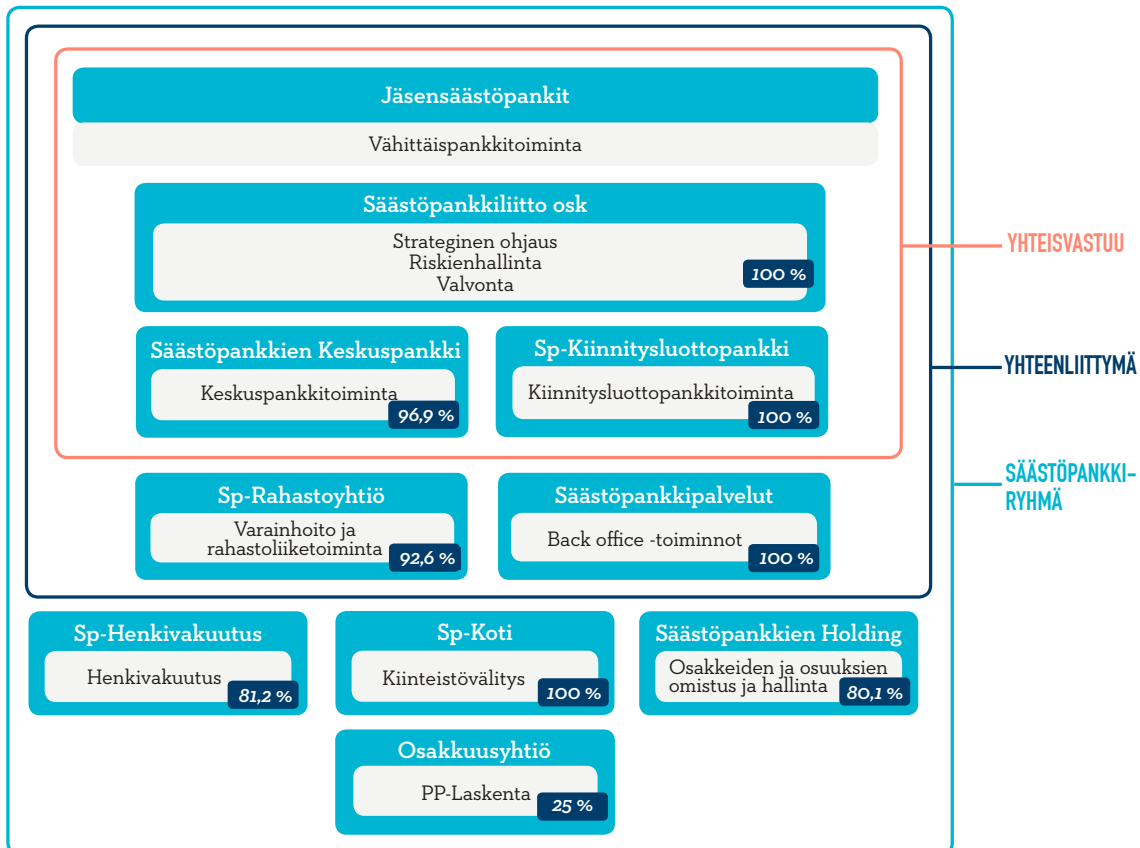 Jäsensäästöpankit
Vähittäispankkitoiminta
Säästöpankkiliitto osk
Strateginen ohjaus
Riskienhallinta
Valvonta
100 %
YHTEISVASTUU
Säästöpankkien Keskuspankki
Keskuspankkitoiminta
96,9 %
Sp-Kiinnitysluottopankki
Kiinnitysluottopankkitoiminta
100 %
YHTEENLIITTYMÄ
Sp-Rahastoyhtiö
Varainhoito ja
rahastoliiketoiminta
92,6 %
Säästöpankkipalvelut
Back office -toiminnot
100 %
SÄÄSTÖPANKKI-
RYHMÄ
Sp-Henkivakuutus
Henkivakuutus
81,2 %
Sp-Koti
Kiinteistövälitys
100 %
Säästöpankkien Holding
Osakkeiden ja osuuksien
omistus ja hallinta
80,1 %
Osakkuusyhtiö
PP-Laskenta
25 %